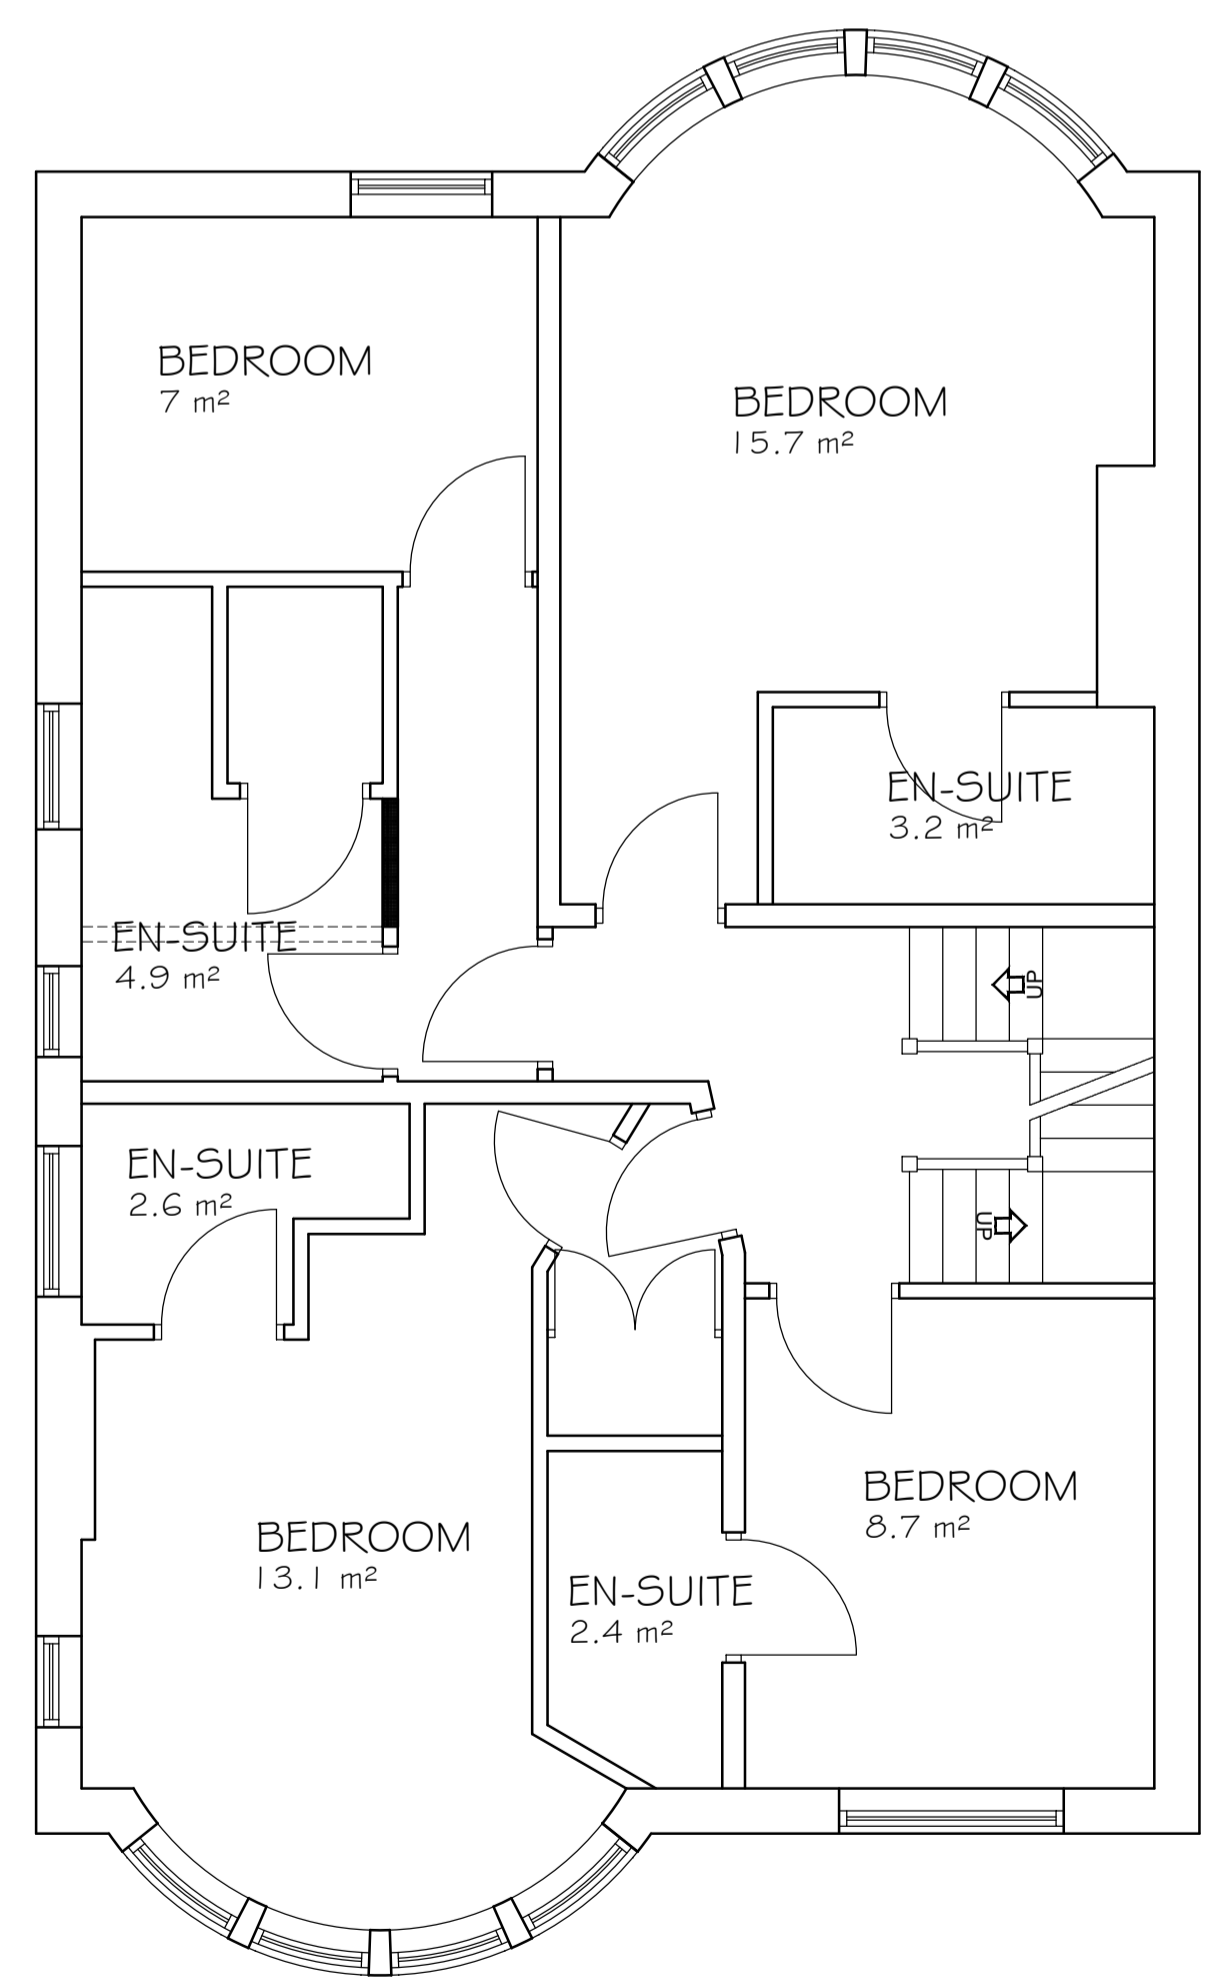 BEDROOM
7 m²
BEDROOM
15.7 m²
EN-SUITE
3.2 m²
EN-SUITE
4.9 m²
UP
EN-SUITE
2.6 m²
UP
BEDROOM
8.7 m²
BEDROOM
13.1 m²
EN-SUITE
2.4 m²